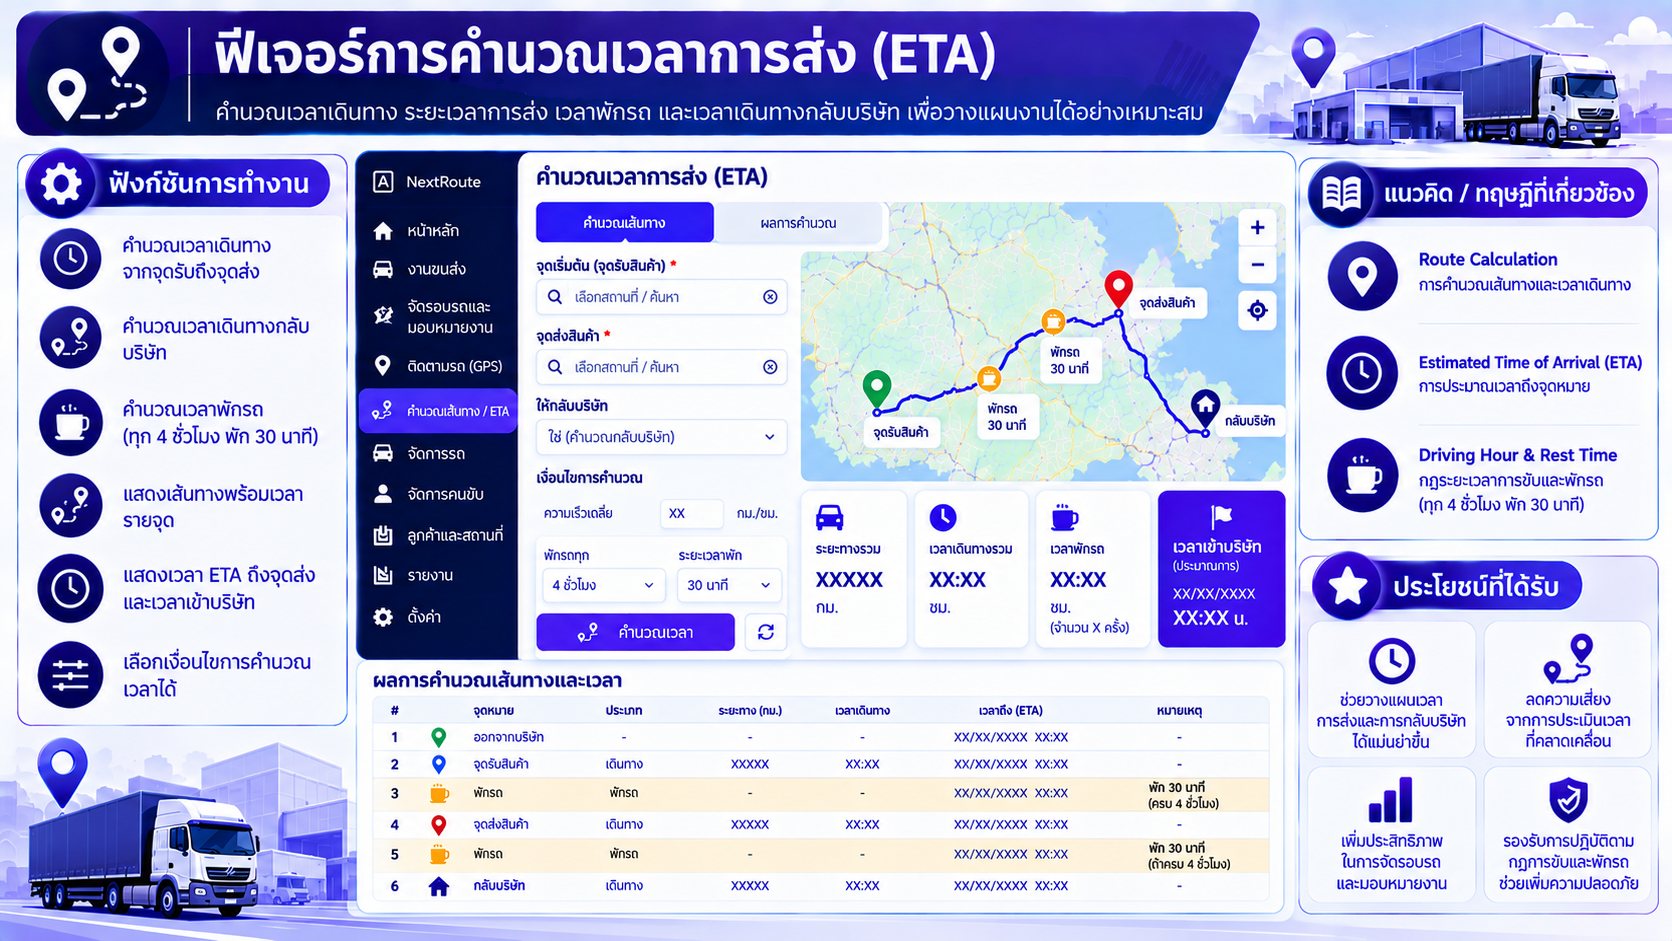 ฟีเจอร์การคำนวณเวลาการส่ง (ETA)
คำนวณเวลาเดินทาง ระยะเวลาการส่ง เวลาพักรถ และเวลาเดินทางกลับบริษัท เพื่อวางแผนงานได้อย่างเหมาะสม
ฟังก์ชันการทำงาน
คำนวณเวลาเดินทาง
จากจุดรับถึงจุดส่ง
คำนวณเวลาเดินทางกลับ
บริษัท
คำนวณเวลาพักรถ
(ทุก 4 ชั่วโมง พัก 30 นาที)
แสดงเส้นทางพร้อมเวลา
รายจุด
แสดงเวลา ETA ถึงจุดส่ง
และเวลาเข้าบริษัท
เลือกเงื่อนไขการคำนวณ
เวลาได้
NextRoute
หน้าหลัก
งานขนส่ง
จัดรอบรถและ
มอบหมายงาน
ติดตามรถ (GPS)
คำนวณเส้นทาง / ETA
จัดการรถ
จัดการคนขับ
ลูกค้าและสถานที่
รายงาน
ตั้งค่า
คำนวณเวลาการส่ง (ETA)
คำนวณเส้นทาง
ผลการคำนวณ
จุดเริ่มต้น (จุดรับสินค้า) *
เลือกสถานที่ / ค้นหา
จุดส่งสินค้า *
เลือกสถานที่ / ค้นหา
ให้กลับบริษัท
ใช่ (คำนวณกลับบริษัท)
เงื่อนไขการคำนวณ
ความเร็วเฉลี่ย XX กม./ชม.
พักรถทุก ระยะเวลาพัก
4 ชั่วโมง 30 นาที
คำนวณเวลา
+
−
จุดส่งสินค้า
พักรถ
30 นาที
พักรถ
30 นาที
จุดรับสินค้า
กลับบริษัท
ระยะทางรวม
XXXXX
กม.
เวลาเดินทางรวม
XX:XX
ชม.
เวลาพักรถ
XX:XX
ชม.
(จำนวน X ครั้ง)
เวลาเข้าบริษัท
(ประมาณการ)
XX/XX/XXXX
XX:XX น.
ผลการคำนวณเส้นทางและเวลา
# จุดหมาย ประเภท ระยะทาง (กม.) เวลาเดินทาง เวลาถึง (ETA) หมายเหตุ
1 ออกจากบริษัท - - - XX/XX/XXXX XX:XX -
2 จุดรับสินค้า เดินทาง XXXXX XX:XX XX/XX/XXXX XX:XX -
3 พักรถ พักรถ - - XX/XX/XXXX XX:XX พัก 30 นาที
(ครบ 4 ชั่วโมง)
4 จุดส่งสินค้า เดินทาง XXXXX XX:XX XX/XX/XXXX XX:XX -
5 พักรถ พักรถ - - XX/XX/XXXX XX:XX พัก 30 นาที
(ถ้าครบ 4 ชั่วโมง)
6 กลับบริษัท เดินทาง XXXXX XX:XX XX/XX/XXXX XX:XX -
แนวคิด / ทฤษฎีที่เกี่ยวข้อง
Route Calculation
การคำนวณเส้นทางและเวลาเดินทาง
Estimated Time of Arrival (ETA)
การประมาณเวลาถึงจุดหมาย
Driving Hour & Rest Time
กฎระยะเวลาการขับและพักรถ
(ทุก 4 ชั่วโมง พัก 30 นาที)
ประโยชน์ที่ได้รับ
ช่วยวางแผนเวลา
การส่งและการกลับบริษัท
ได้แม่นยำขึ้น
ลดความเสี่ยง
จากการประเมินเวลา
ที่คลาดเคลื่อน
เพิ่มประสิทธิภาพ
ในการจัดรอบรถ
และมอบหมายงาน
รองรับการปฏิบัติตาม
กฎการขับและพักรถ
ช่วยเพิ่มความปลอดภัย